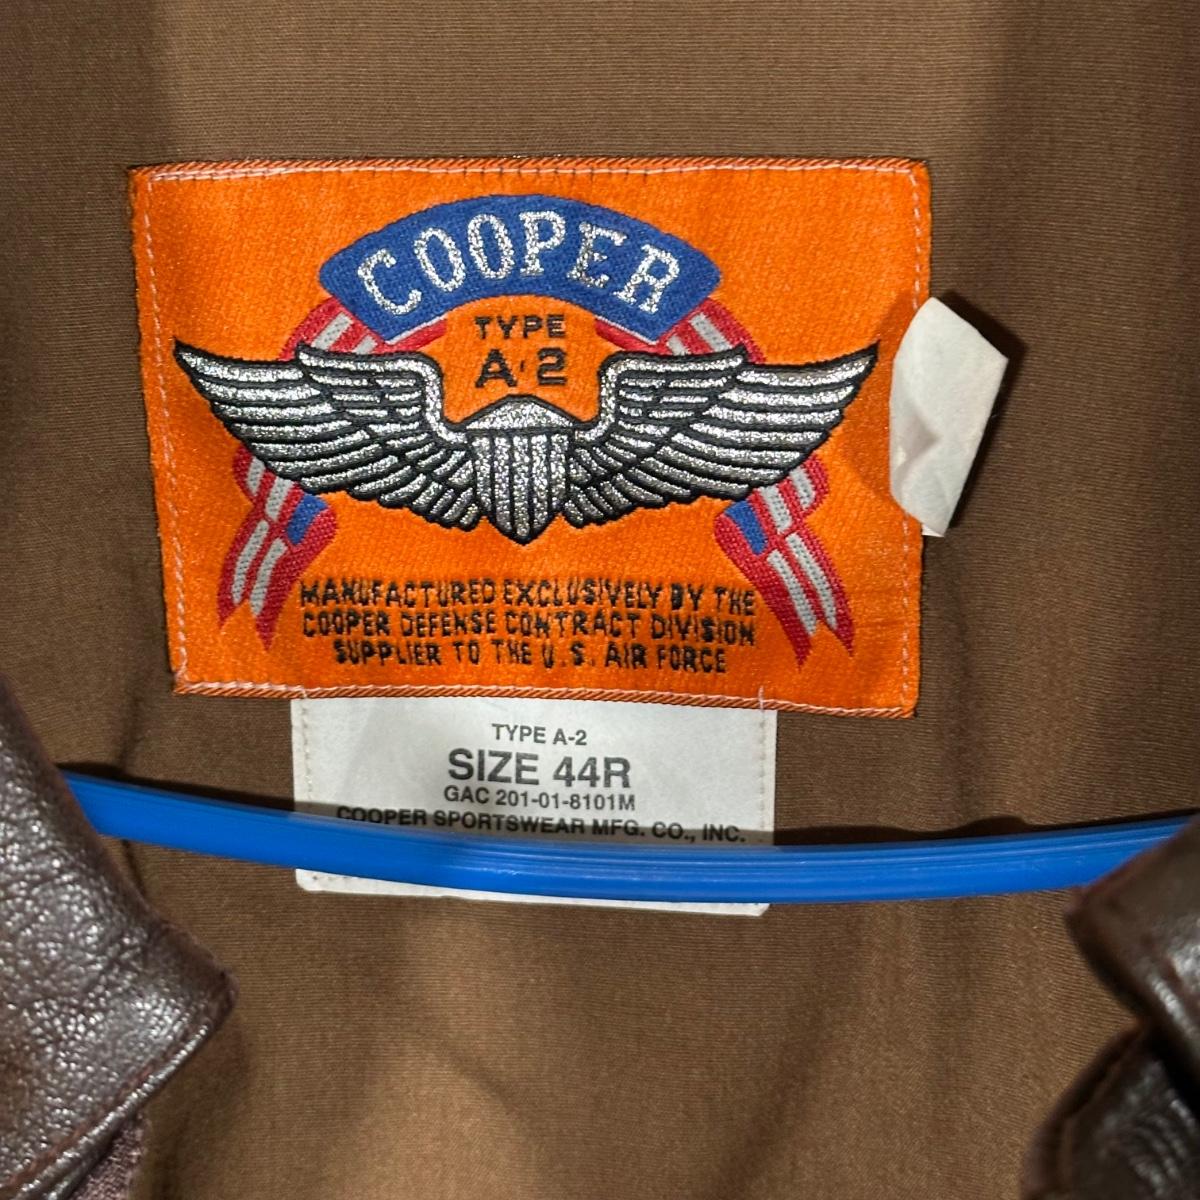 COOPER
TYPE
A-2
MANUFACTURED EXCLUSIVELY BY THE
COOPER DEFENSE CONTRACT DIVISION
SUPPLIER TO THE U.S. AIR FORCE
TYPE A-2
SIZE 44R
GAC 201-01-8101M
COOPER SPORTSWEAR MFG. CO., INC.